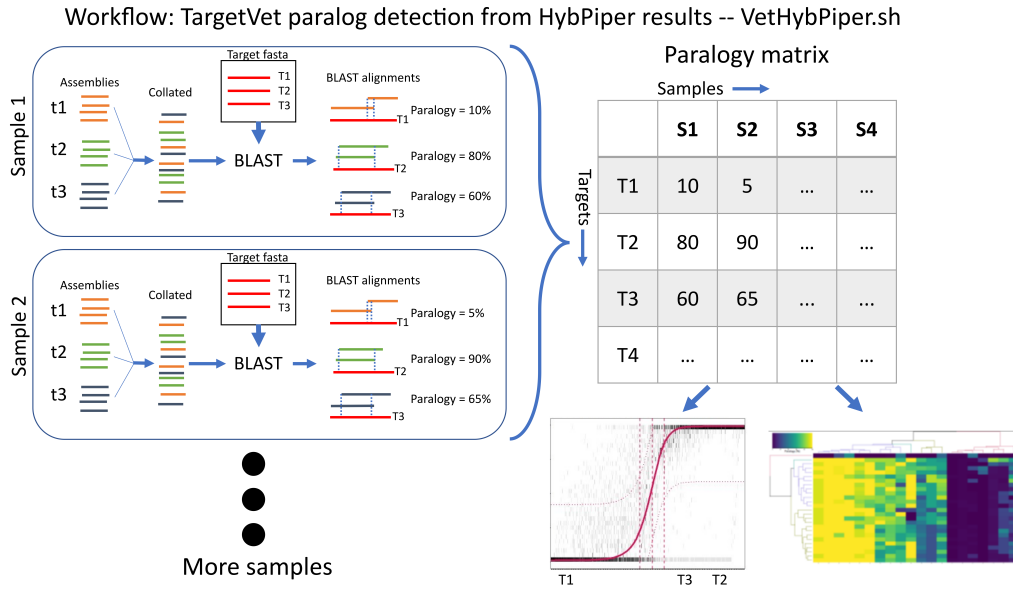 Workflow: TargetVet paralog detection from HybPiper results -- VetHybPiper.sh
Sample 1
Assemblies
t1
t2
t3
Collated
Target fasta
T1
T2
T3
BLAST
BLAST alignments
Paralogy = 10%
T1
Paralogy = 80%
T2
Paralogy = 60%
T3
Sample 2
Assemblies
t1
t2
t3
Collated
Target fasta
T1
T2
T3
BLAST
BLAST alignments
Paralogy = 5%
T1
Paralogy = 90%
T2
Paralogy = 65%
T3
More samples
Paralogy matrix
Samples
Targets
S1 S2 S3 S4
T1 10 5 ... ...
T2 80 90 ... ...
T3 60 65 ... ...
T4 ... ... ... ...
T1 T3 T2